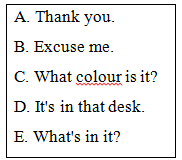 A. Thank you.
B. Excuse me.
C. What colour is it?
D. It's in that desk.
E. What's in it?